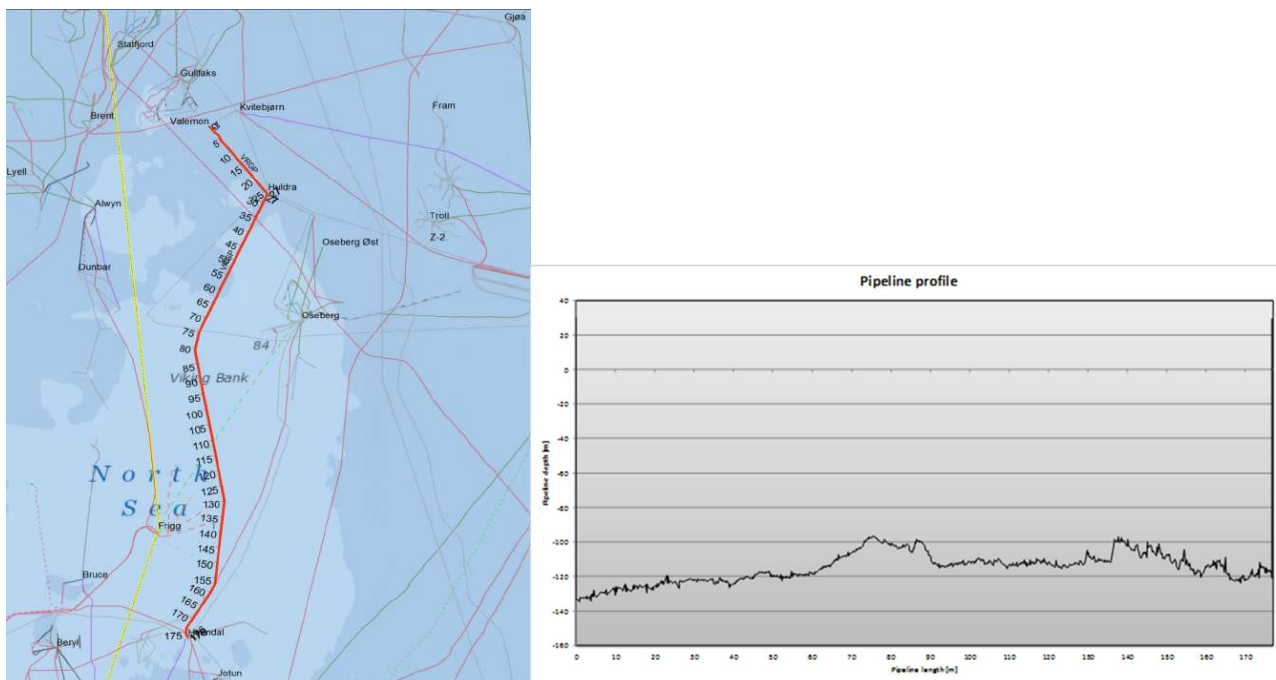 Gjøa
Statfjord
Gullfaks
Kvitebjørn
Fram
Brent
Valemon
0
5
10
VRGP
15
20
Lyell
Huldra
25
27
30
Alwyn
35
Troll
40
Z-2
45
Oseberg Øst
50
55
Dunbar
60
65
70
Oseberg
75
80
84
85
Viking Bank
90
95
100
105
110
115
North
120
125
Sea
130
135
Frigg
140
145
150
Bruce
155
160
165
170
175
Beryl
Jotun
Pipeline profile
40
20
0
-20
-40
-60
-80
-100
-120
-140
-160
Pipeline depth [m]
0 10 20 30 40 50 60 70 80 90 100 110 120 130 140 150 160 170
Pipeline length [m]